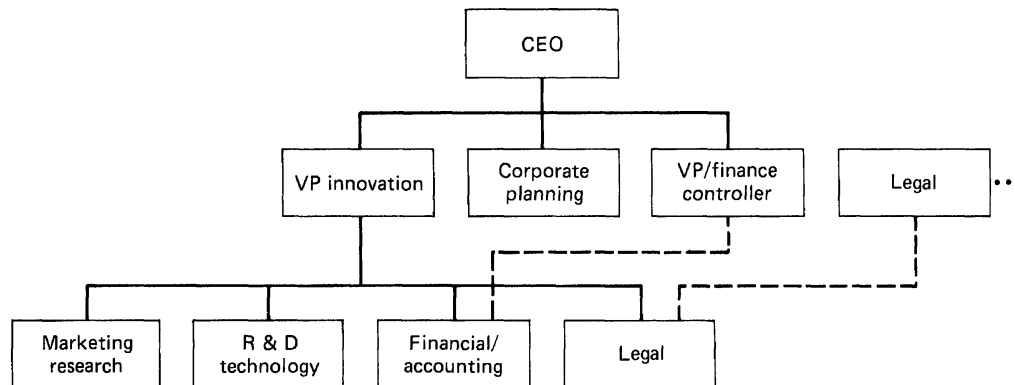 CEO
VP innovation
Corporate
planning
VP/finance
controller
Legal
Marketing
research
R & D
technology
Financial/
accounting
Legal